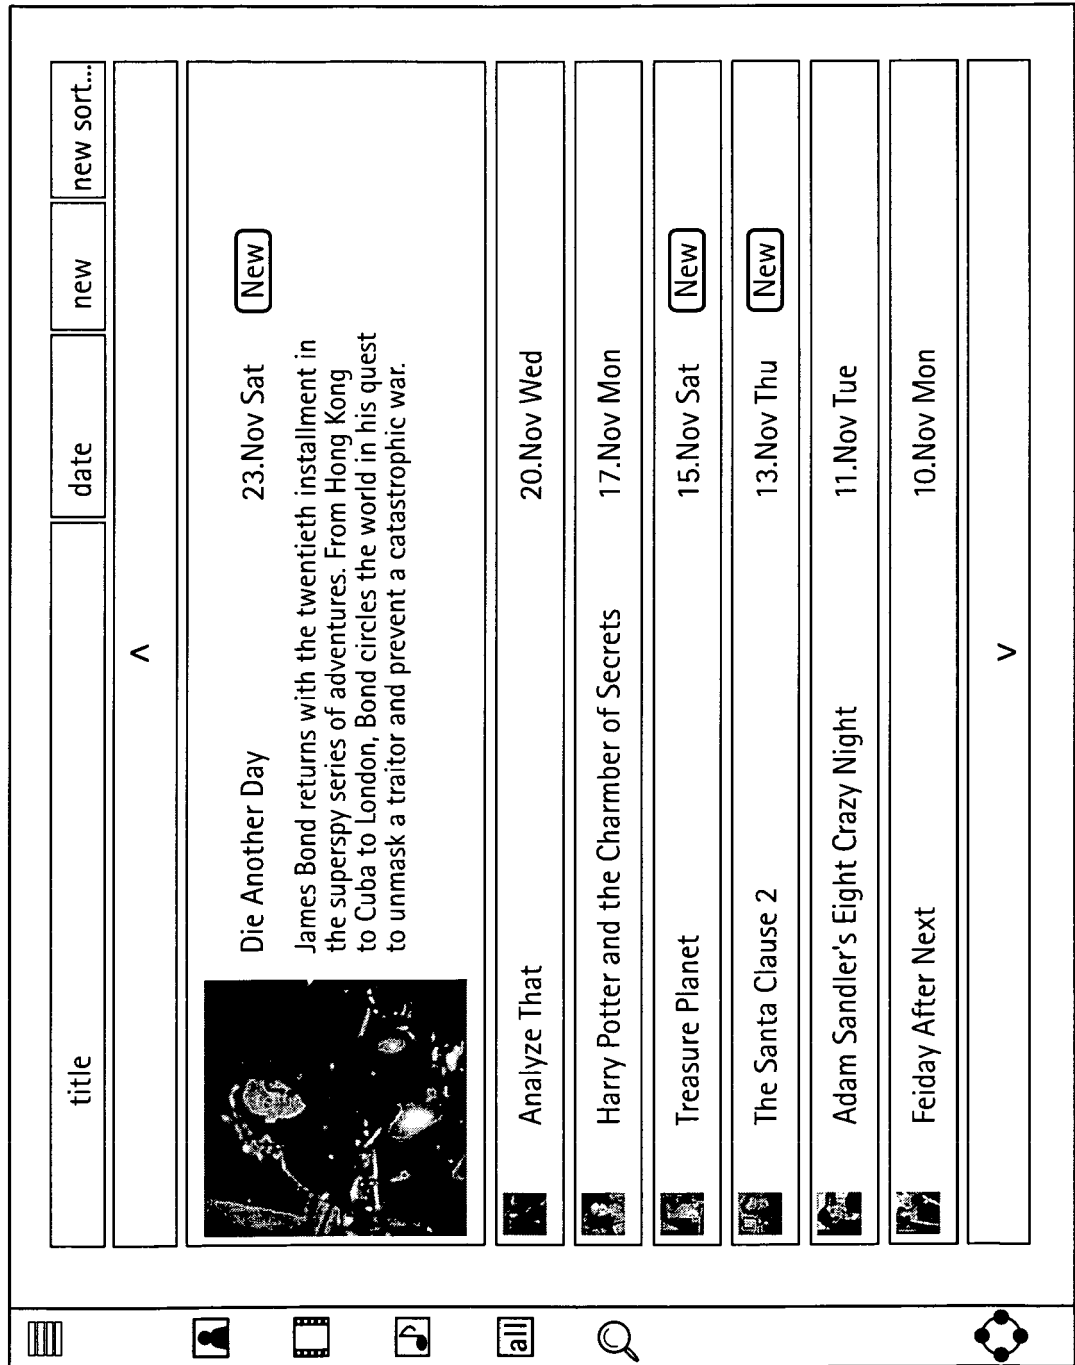 title date new new sort...
<
Die Another Day 23.Nov Sat New
James Bond returns with the twentieth installment in
the superspy series of adventures. From Hong Kong
to Cuba to London, Bond circles the world in his quest
to unmask a traitor and prevent a catastrophic war.
Analyze That 20.Nov Wed
Harry Potter and the Charmber of Secrets 17.Nov Mon
Treasure Planet 15.Nov Sat New
The Santa Clause 2 13.Nov Thu New
Adam Sandler's Eight Crazy Night 11.Nov Tue
Feiday After Next 10.Nov Mon
>
all